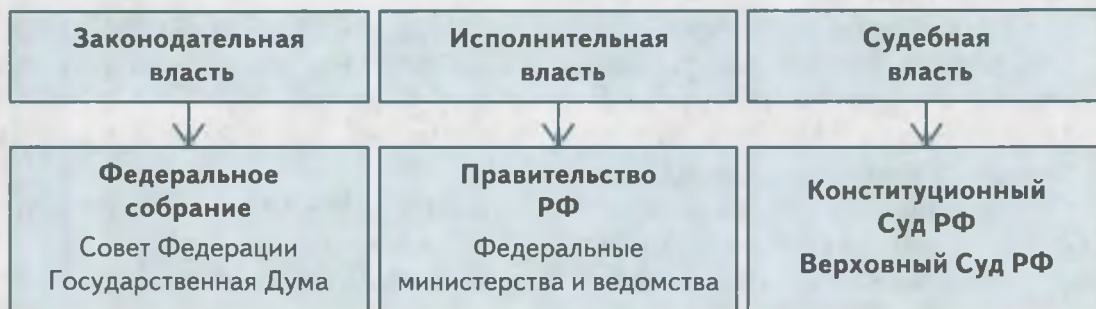 Законодательная
власть
Исполнительная
власть
Судебная
власть
Федеральное
собрание
Совет Федерации
Государственная Дума
Правительство
РФ
Федеральные
министерства и ведомства
Конституционный
Суд РФ
Верховный Суд РФ